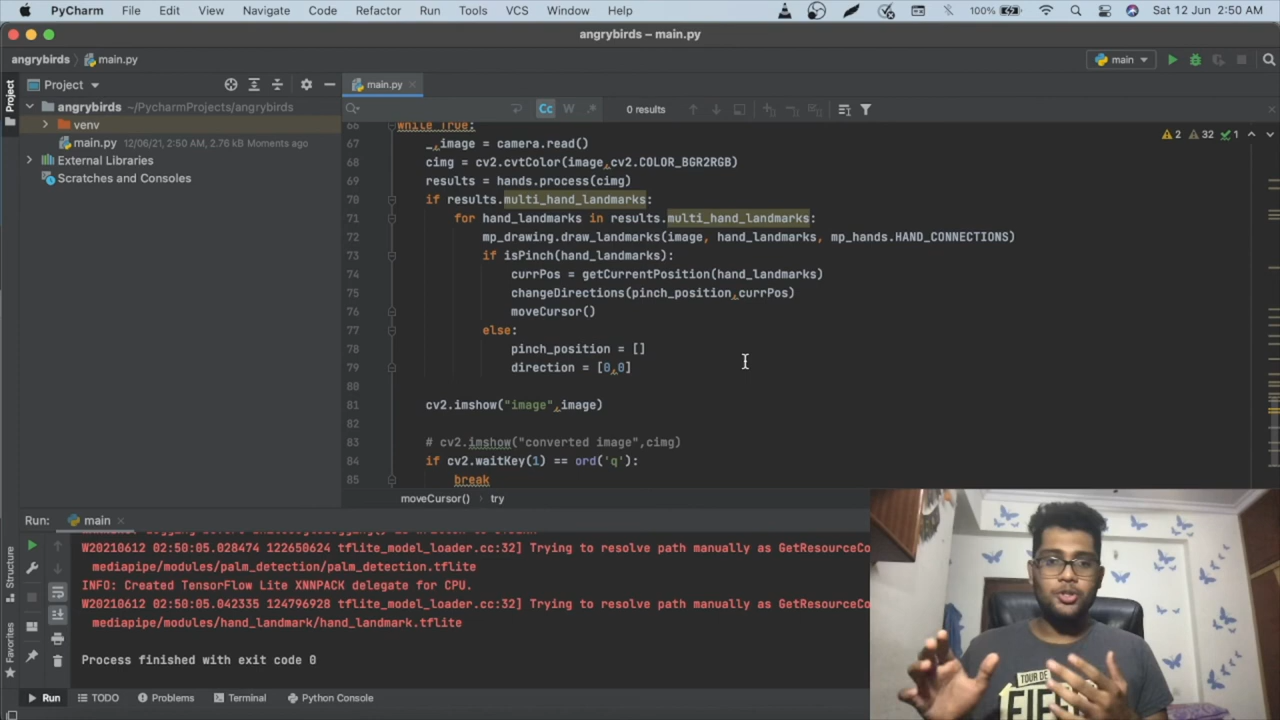 PyCharm File Edit View Navigate Code Refactor Run Tools VCS Window Help 100% Sat 12 Jun 2:50 AM
angrybirds – main.py
angrybirds main.py main
Project main.py
Project
angrybirds ~/PycharmProjects/angrybirds
Cc W .* 0 results
venv
main.py 12/06/21, 2:50 AM, 2.76 kB Moments ago
External Libraries
Scratches and Consoles
2 32 1
66 while True:
67 _,image = camera.read()
68 cimg = cv2.cvtColor(image,cv2.COLOR_BGR2RGB)
69 results = hands.process(cimg)
70 if results.multi_hand_landmarks:
71 for hand_landmarks in results.multi_hand_landmarks:
72 mp_drawing.draw_landmarks(image, hand_landmarks, mp_hands.HAND_CONNECTIONS)
73 if isPinch(hand_landmarks):
74 currPos = getCurrentPosition(hand_landmarks)
75 changeDirections(pinch_position,currPos)
76 moveCursor()
77 else:
78 pinch_position = []
79 direction = [0,0]
80
81 cv2.imshow("image",image)
82
83 # cv2.imshow("converted image",cimg)
84 if cv2.waitKey(1) == ord('q'):
85 break
moveCursor() › try
Run: main
W20210612 02:50:05.028474 122650624 tflite_model_loader.cc:32] Trying to resolve path manually as GetResourceCo
mediapipe/modules/palm_detection/palm_detection.tflite
INFO: Created TensorFlow Lite XNNPACK delegate for CPU.
W20210612 02:50:05.042335 124796928 tflite_model_loader.cc:32] Trying to resolve path manually as GetResourceCo
mediapipe/modules/hand_landmark/hand_landmark.tflite
Process finished with exit code 0
Structure
Favorites
Run TODO Problems Terminal Python Console
TOUR DE